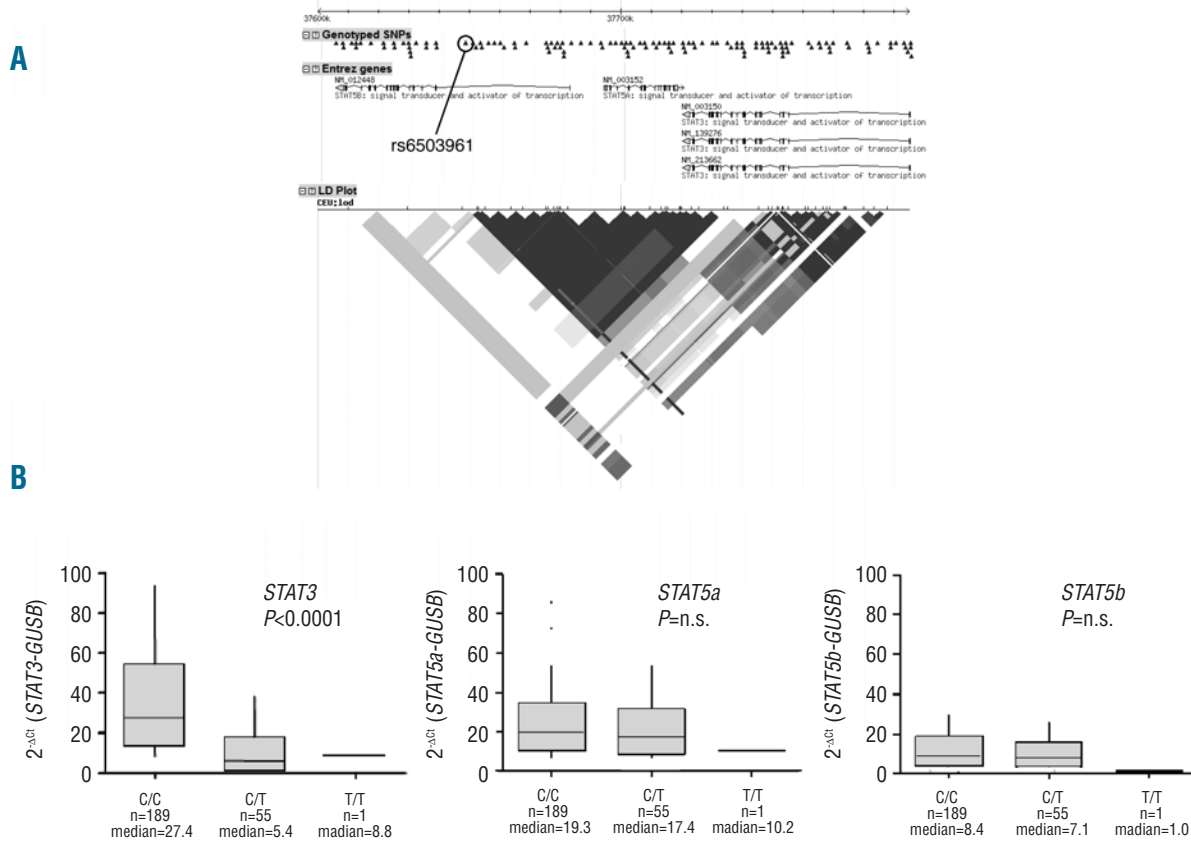 A
37600k 37700k
Genotyped SNPs
Entrez genes
NM_012448 NM_003152
STAT5B: signal transducer and activator of transcription STAT5A: signal transducer and activator of transcription
NM_003150
STAT3: signal transducer and activator of transcription
NM_139276
STAT3: signal transducer and activator of transcription
NM_213662
STAT3: signal transducer and activator of transcription
rs6503961
LD Plot
CEU:lod
B
2-ΔCt (STAT3-GUSB)
100
80
60
40
20
0
STAT3
P<0.0001
C/C C/T T/T
n=189 n=55 n=1
median=27.4 median=5.4 madian=8.8
2-ΔCt (STAT5a-GUSB)
100
80
60
40
20
0
STAT5a
P=n.s.
C/C C/T T/T
n=189 n=55 n=1
median=19.3 median=17.4 madian=10.2
2-ΔCt (STAT5b-GUSB)
100
80
60
40
20
0
STAT5b
P=n.s.
C/C C/T T/T
n=189 n=55 n=1
median=8.4 median=7.1 madian=1.0